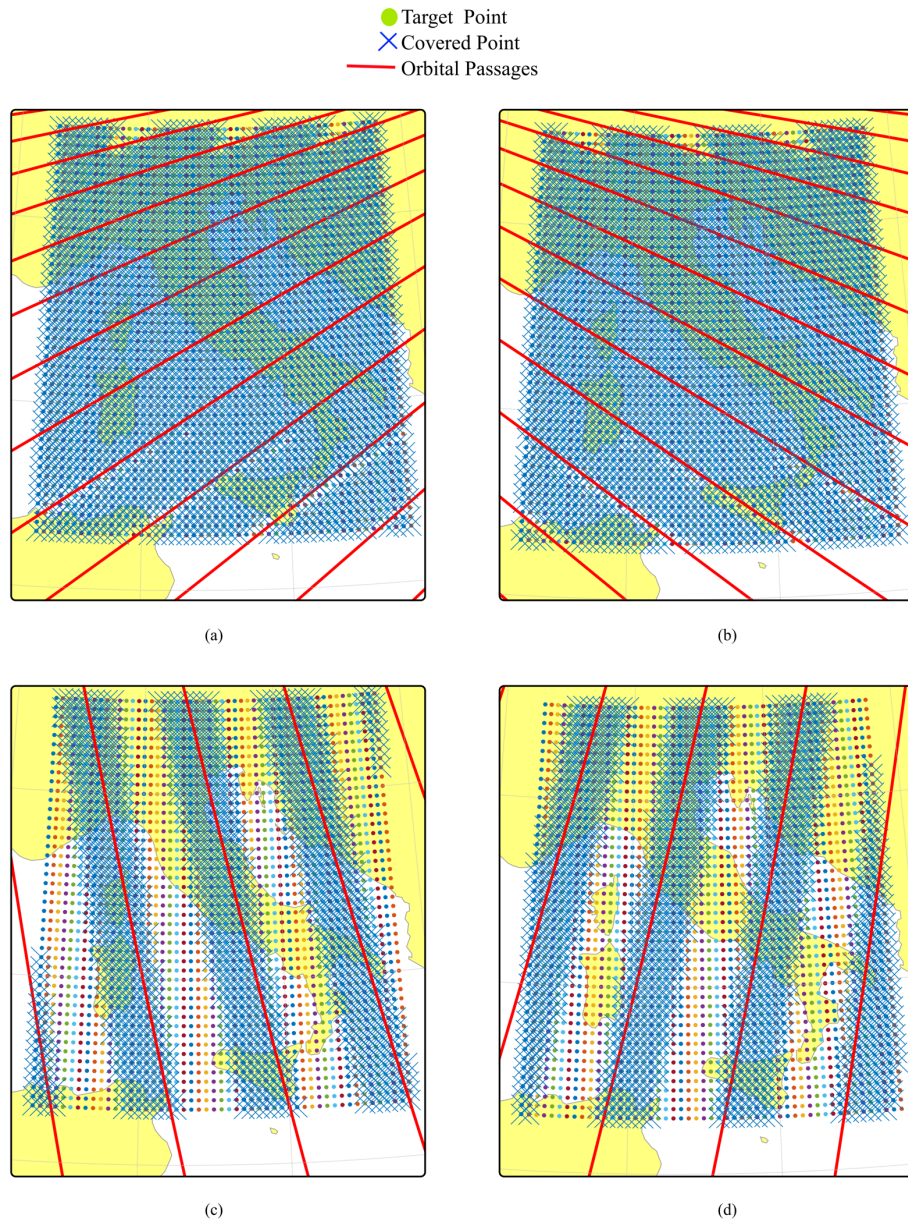 Target Point
Covered Point
Orbital Passages
(a)
(b)
(c)
(d)